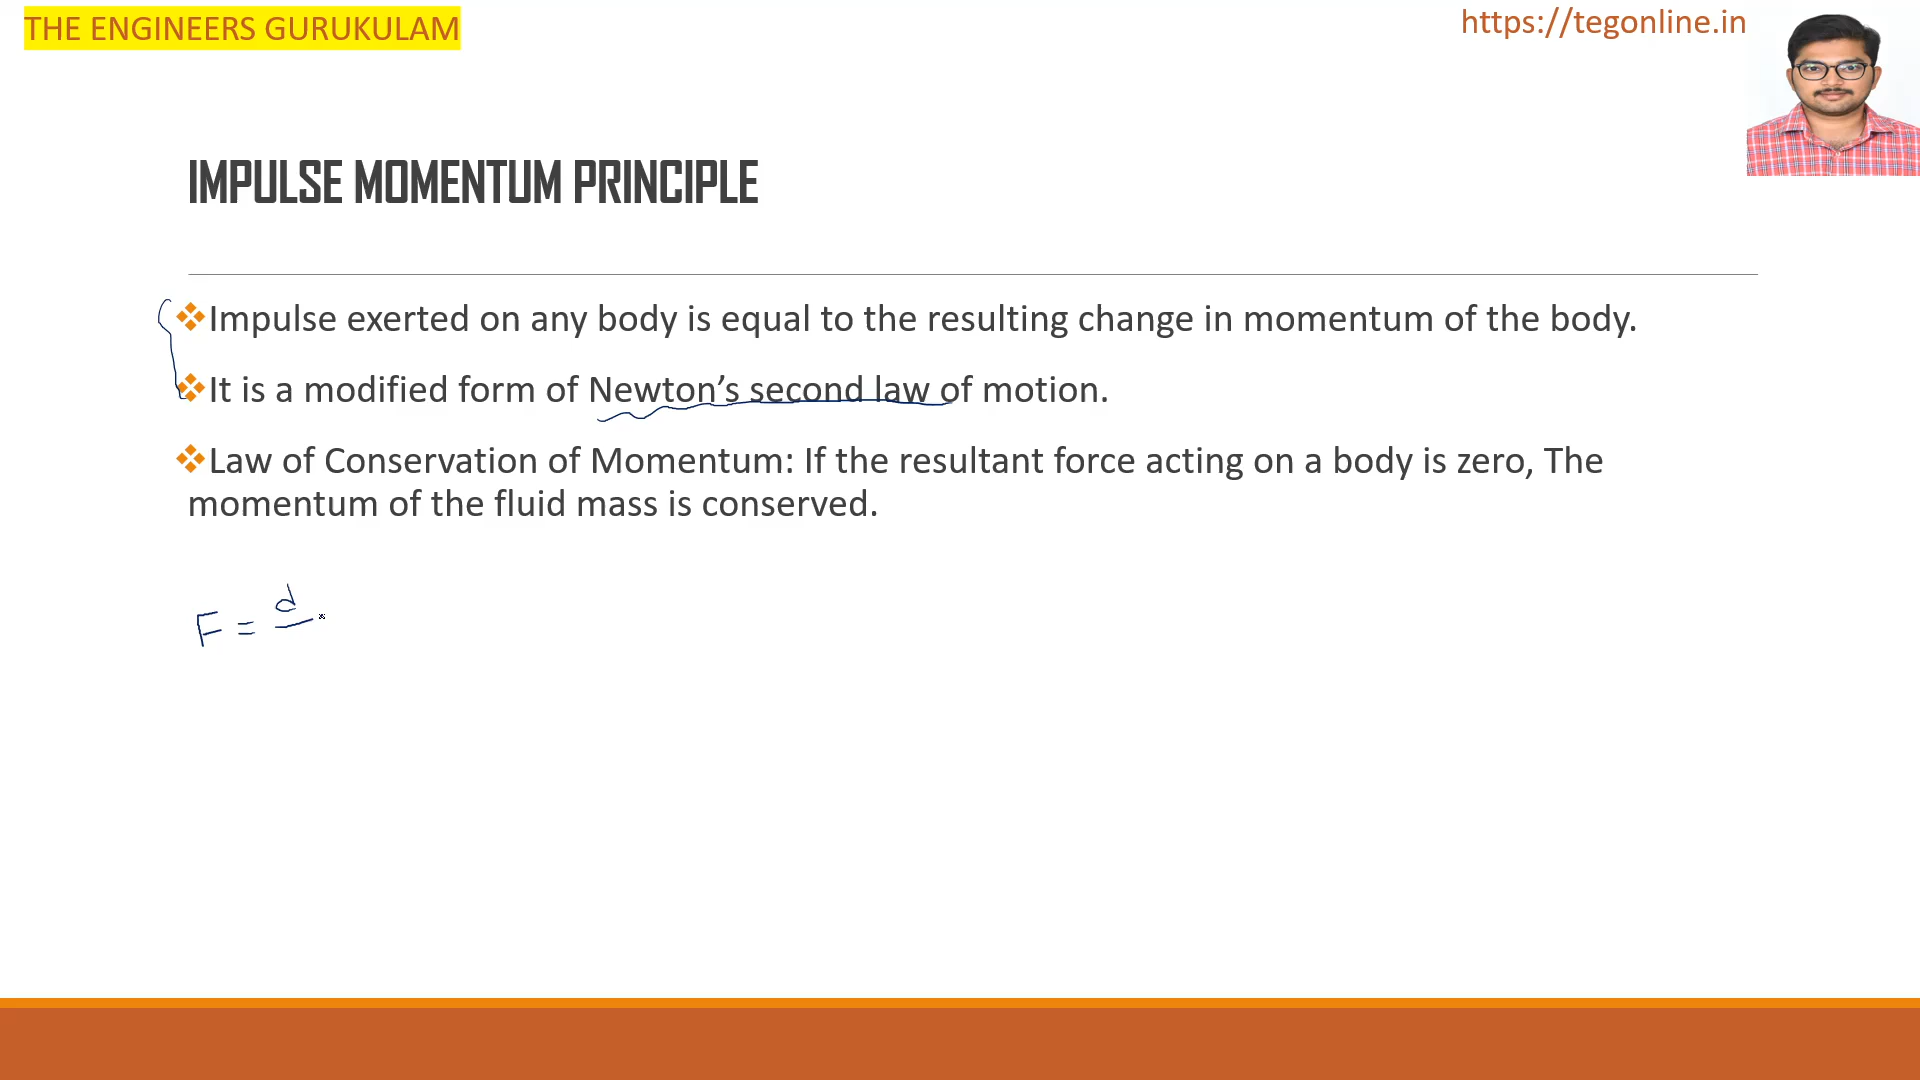 THE ENGINEERS GURUKULAM
https://tegonline.in
IMPULSE MOMENTUM PRINCIPLE
❖Impulse exerted on any body is equal to the resulting change in momentum of the body.
❖It is a modified form of Newton’s second law of motion.
❖Law of Conservation of Momentum: If the resultant force acting on a body is zero, The
momentum of the fluid mass is conserved.
F = d